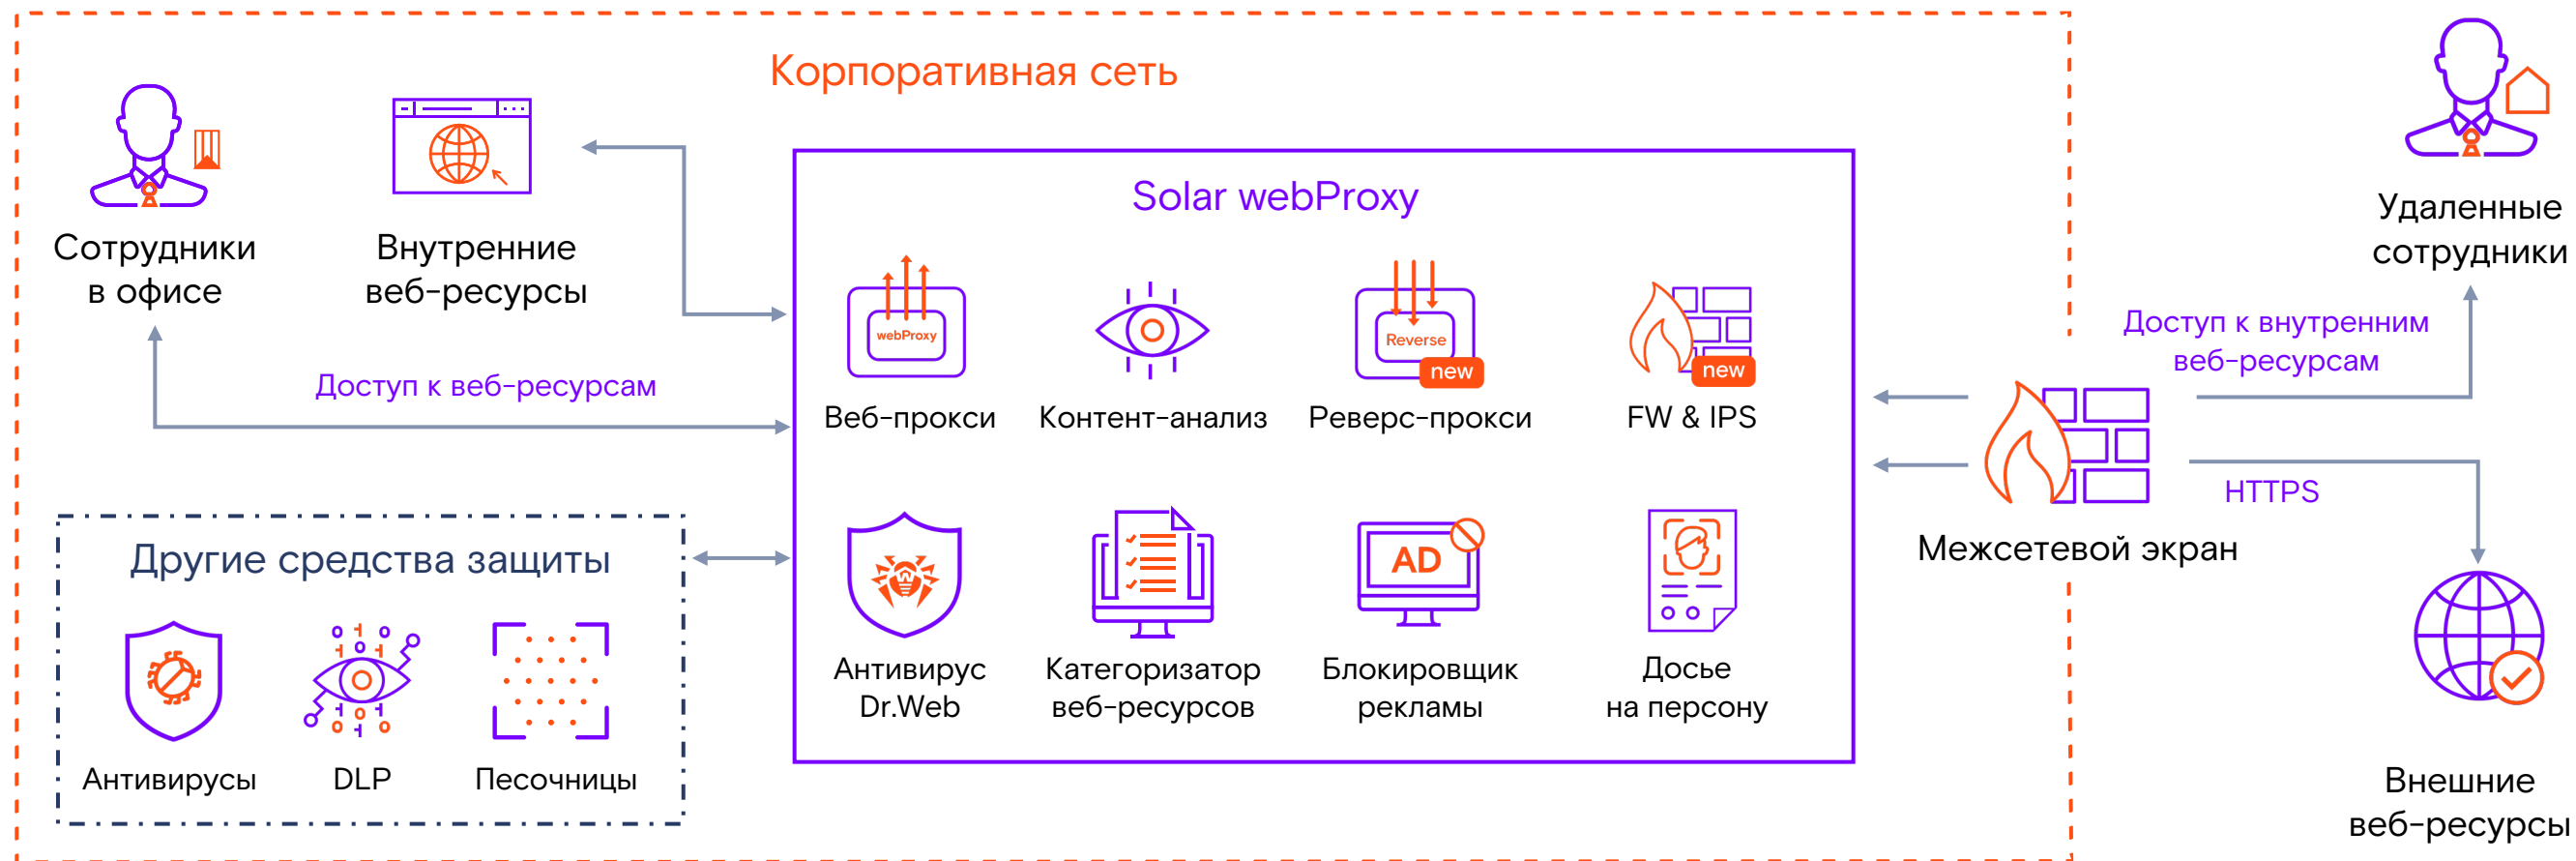 Корпоративная сеть
Сотрудники
в офисе
Внутренние
веб-ресурсы
Доступ к веб-ресурсам
Другие средства защиты
Антивирусы
DLP
Песочницы
Solar webProxy
webProxy
Веб-прокси
Контент-анализ
Reverse
new
Реверс-прокси
new
FW & IPS
Антивирус
Dr.Web
Категоризатор
веб-ресурсов
AD
Блокировщик
рекламы
Досье
на персону
Межсетевой экран
Удаленные
сотрудники
Доступ к внутренним
веб-ресурсам
HTTPS
Внешние
веб-ресурсы